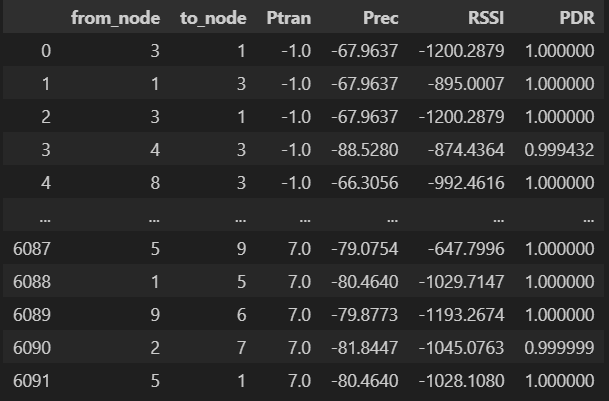 from_node to_node Ptran Prec RSSI PDR
0 3 1 -1.0 -67.9637 -1200.2879 1.000000
1 1 3 -1.0 -67.9637 -895.0007 1.000000
2 3 1 -1.0 -67.9637 -1200.2879 1.000000
3 4 3 -1.0 -88.5280 -874.4364 0.999432
4 8 3 -1.0 -66.3056 -992.4616 1.000000
... ... ... ... ... ... ...
6087 5 9 7.0 -79.0754 -647.7996 1.000000
6088 1 5 7.0 -80.4640 -1029.7147 1.000000
6089 9 6 7.0 -79.8773 -1193.2674 1.000000
6090 2 7 7.0 -81.8447 -1045.0763 0.999999
6091 5 1 7.0 -80.4640 -1028.1080 1.000000